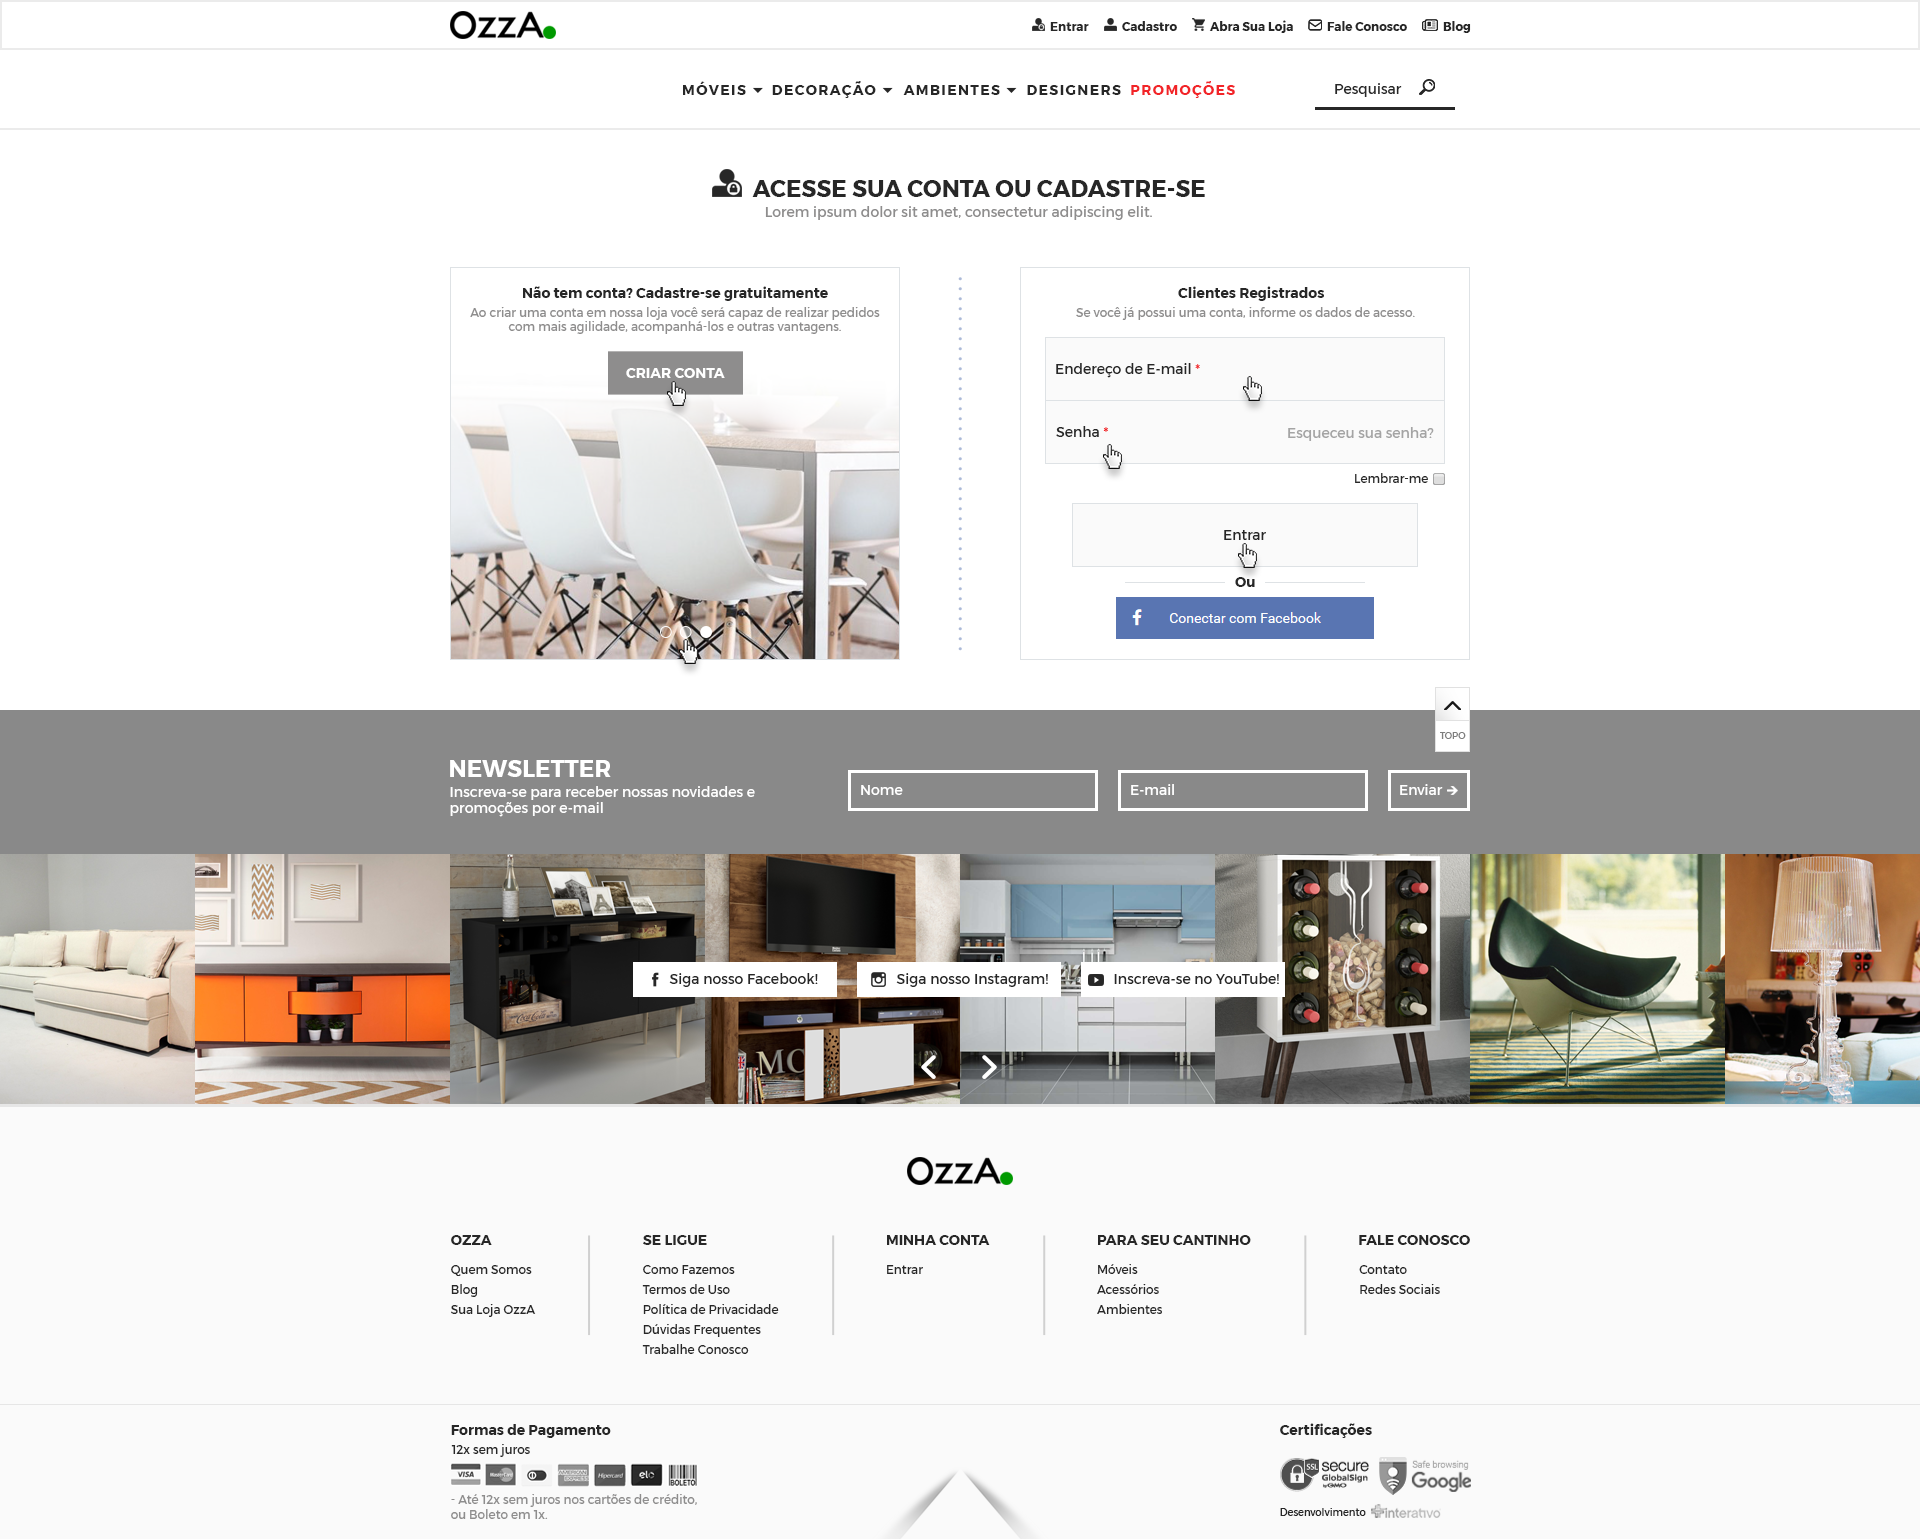 OzzA.
Entrar
Cadastro
Abra Sua Loja
Fale Conosco
Blog
MÓVEIS
DECORAÇÃO
AMBIENTES
DESIGNERS
PROMOÇÕES
Pesquisar
ACESSE SUA CONTA OU CADASTRE-SE
Lorem ipsum dolor sit amet, consectetur adipiscing elit.
Não tem conta? Cadastre-se gratuitamente
Ao criar uma conta em nossa loja você será capaz de realizar pedidos
com mais agilidade, acompanhá-los e outras vantagens.
CRIAR CONTA
Clientes Registrados
Se você já possui uma conta, informe os dados de acesso.
Endereço de E-mail *
Senha *
Esqueceu sua senha?
Lembrar-me
Entrar
Ou
Conectar com Facebook
TOPO
NEWSLETTER
Inscreva-se para receber nossas novidades e
promoções por e-mail
Nome
E-mail
Enviar
Siga nosso Facebook!
Siga nosso Instagram!
Inscreva-se no YouTube!
OzzA.
OZZA
Quem Somos
Blog
Sua Loja OzzA
SE LIGUE
Como Fazemos
Termos de Uso
Política de Privacidade
Dúvidas Frequentes
Trabalhe Conosco
MINHA CONTA
Entrar
PARA SEU CANTINHO
Móveis
Acessórios
Ambientes
FALE CONOSCO
Contato
Redes Sociais
Formas de Pagamento
12x sem juros
VISA
MasterCard
AMERICAN EXPRESS
Hipercard
elo
BOLETO
- Até 12x sem juros nos cartões de crédito,
ou Boleto em 1x.
Certificações
SSL
secure
GlobalSign
by GMO
Safe browsing
Google
Desenvolvimento
interativo